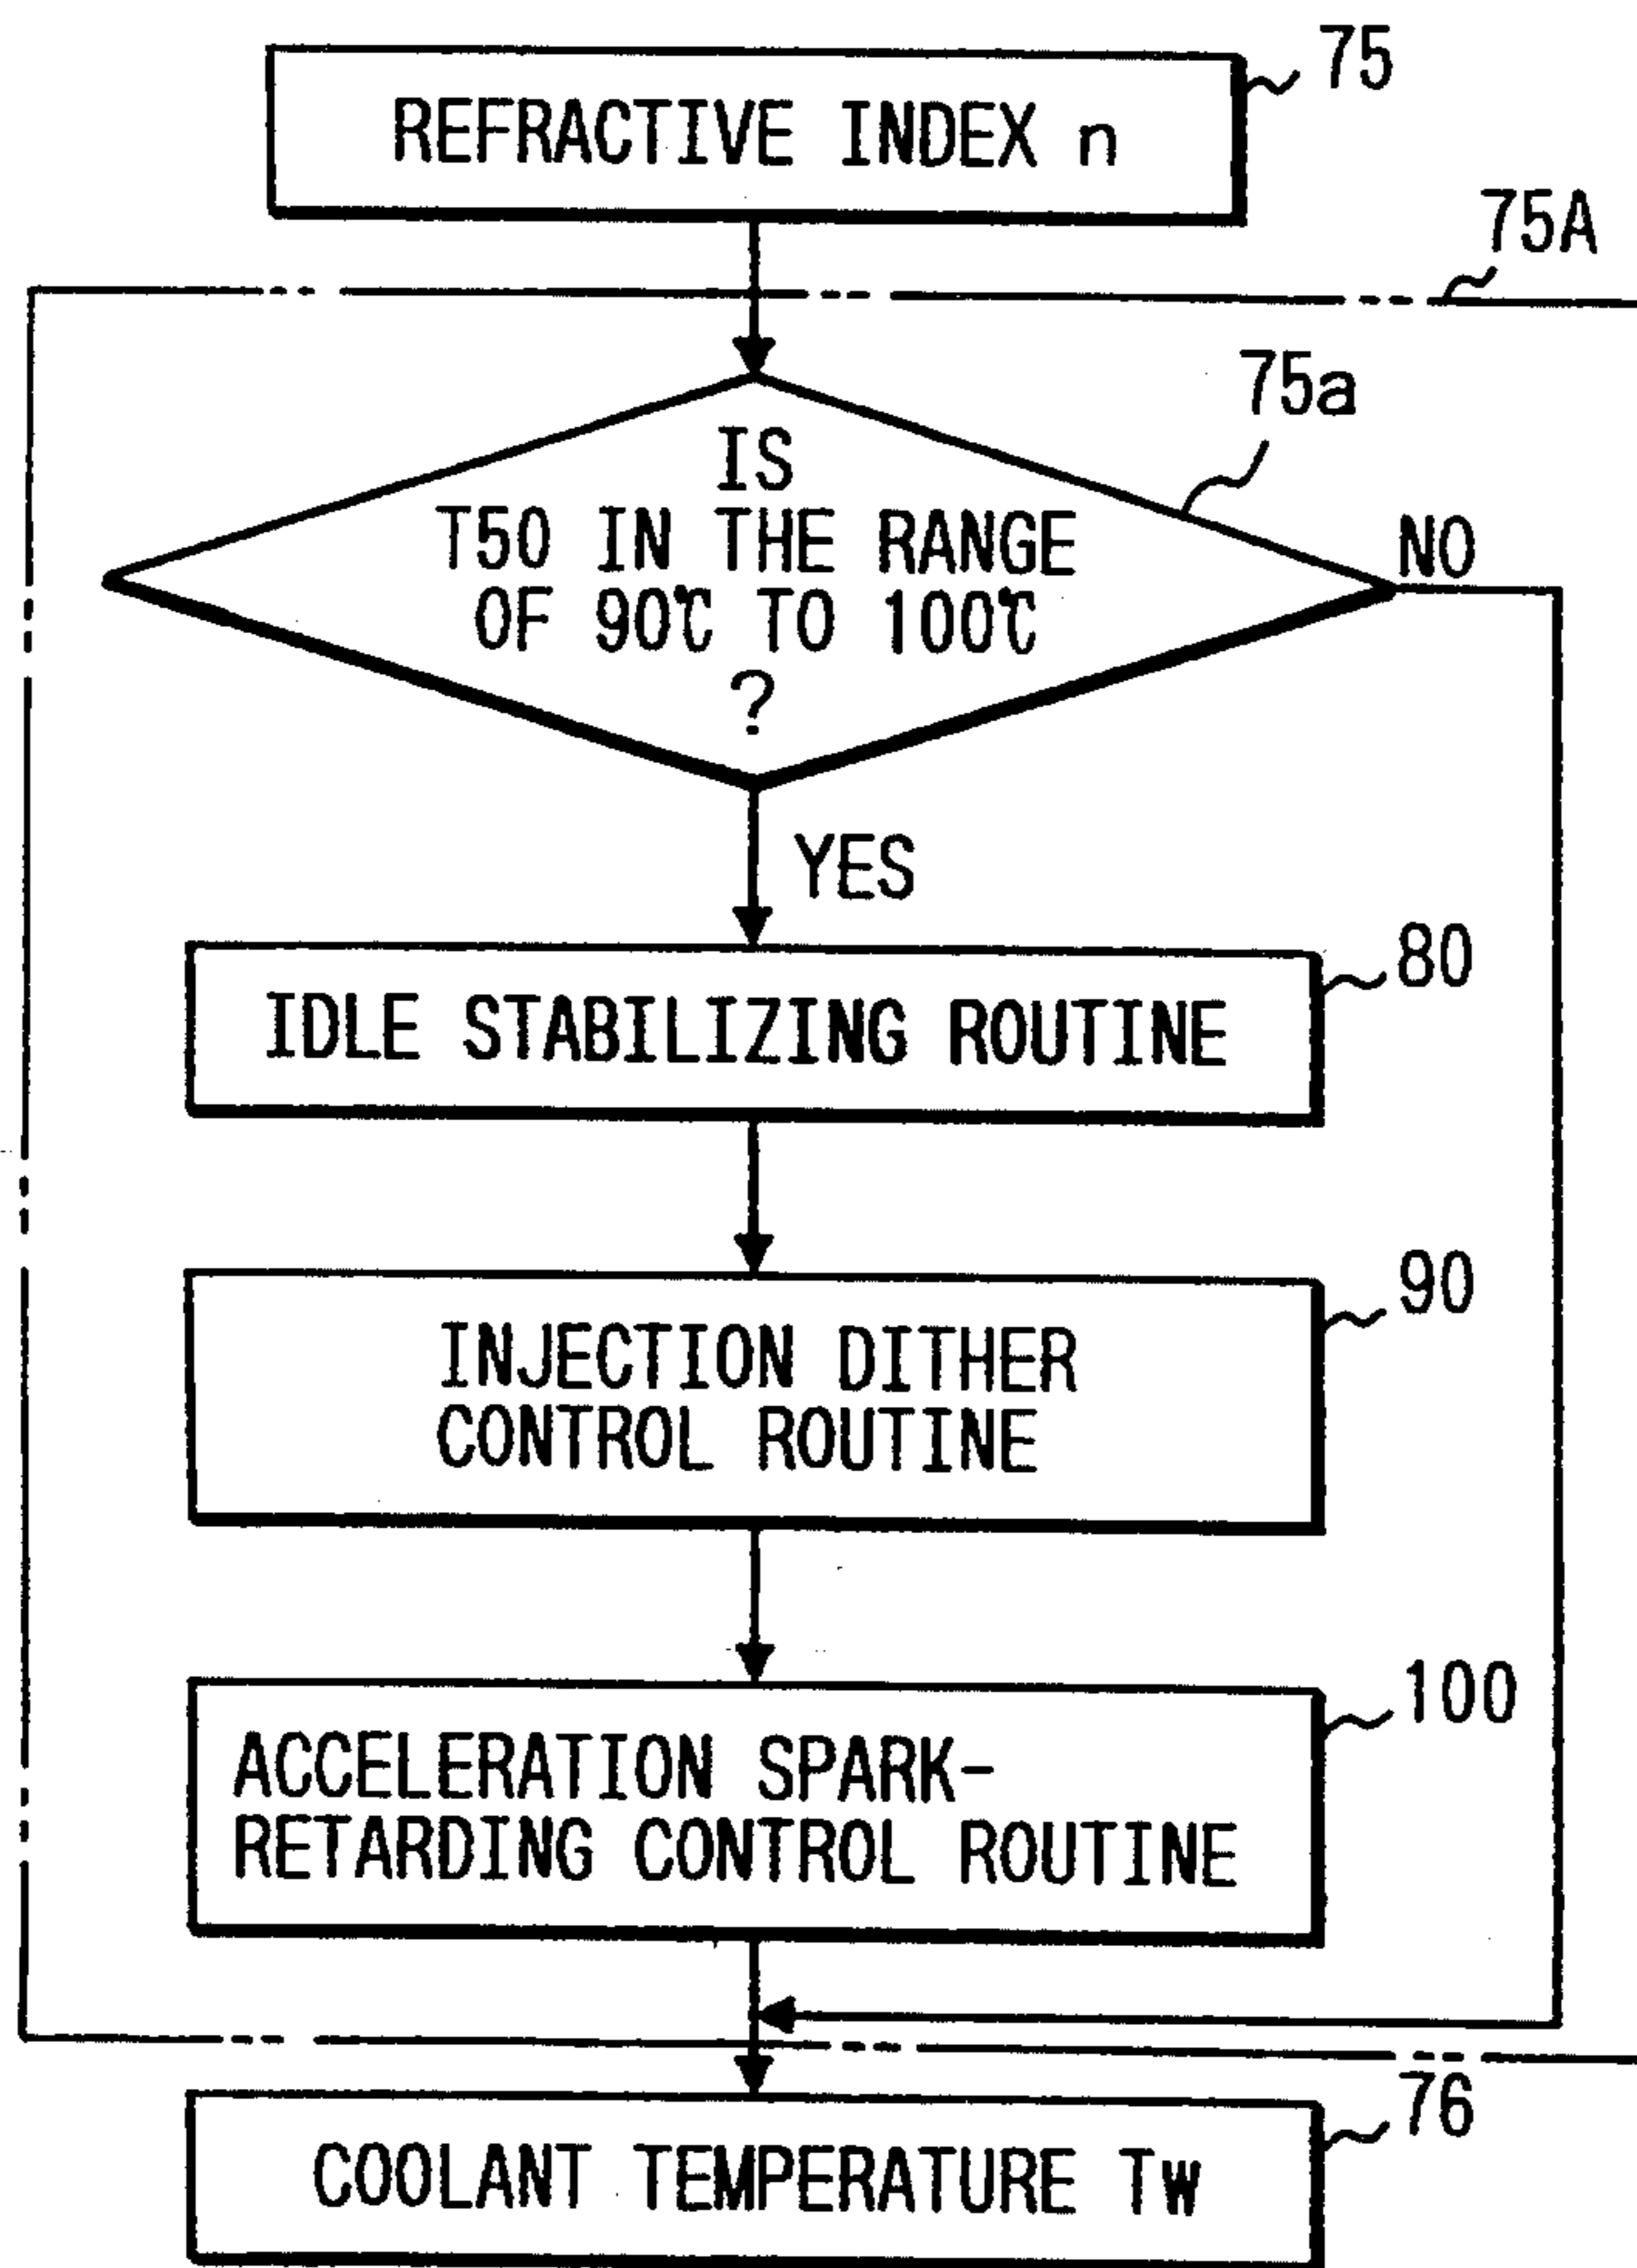 75
REFRACTIVE INDEX n
75A
75a
IS
T50 IN THE RANGE
OF 90℃ TO 100℃
?
NO
YES
80
IDLE STABILIZING ROUTINE
90
INJECTION DITHER
CONTROL ROUTINE
100
ACCELERATION SPARK-
RETARDING CONTROL ROUTINE
76
COOLANT TEMPERATURE TW